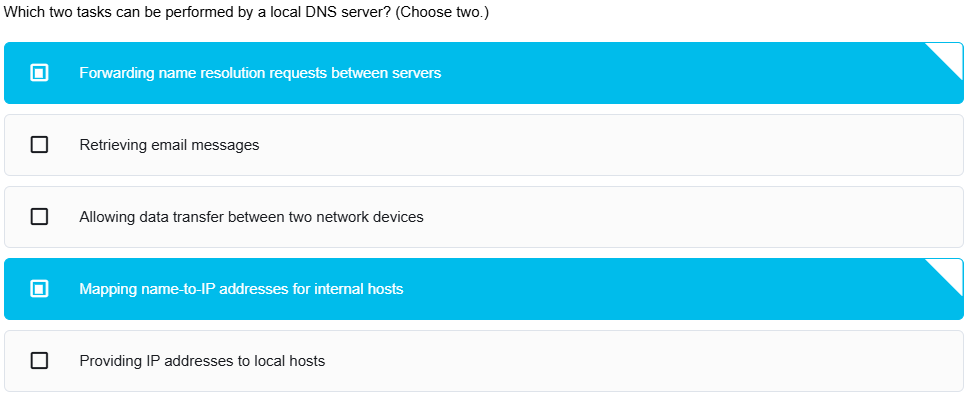 Which two tasks can be performed by a local DNS server? (Choose two.)
Forwarding name resolution requests between servers
Retrieving email messages
Allowing data transfer between two network devices
Mapping name-to-IP addresses for internal hosts
Providing IP addresses to local hosts